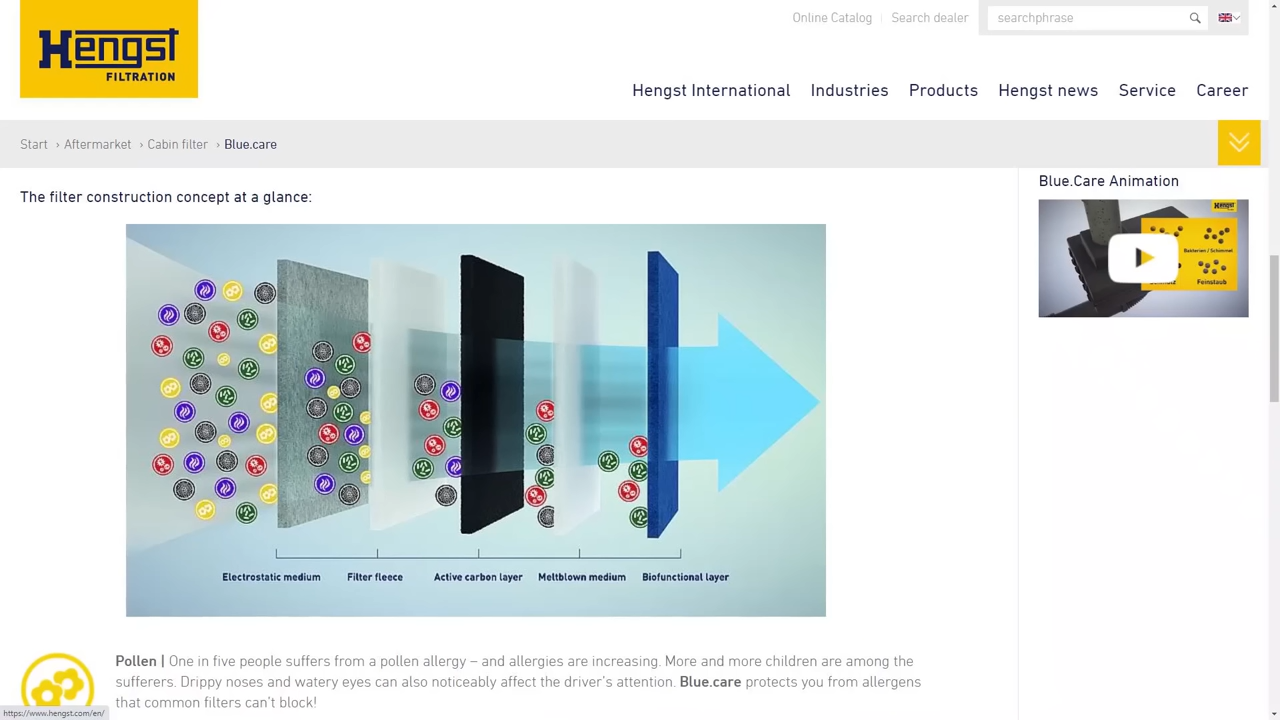 Online Catalog
Search dealer
searchphrase
Hengst
FILTRATION
Hengst International
Industries
Products
Hengst news
Service
Career
Start › Aftermarket › Cabin filter › Blue.care
The filter construction concept at a glance:
Blue.Care Animation
Hengst
Bakterien / Schimmel
Feinstaub
Electrostatic medium
Filter fleece
Active carbon layer
Meltblown medium
Biofunctional layer
Pollen | One in five people suffers from a pollen allergy – and allergies are increasing. More and more children are among the
sufferers. Drippy noses and watery eyes can also noticeably affect the driver's attention. Blue.care protects you from allergens
that common filters can't block!
https://www.hengst.com/en/